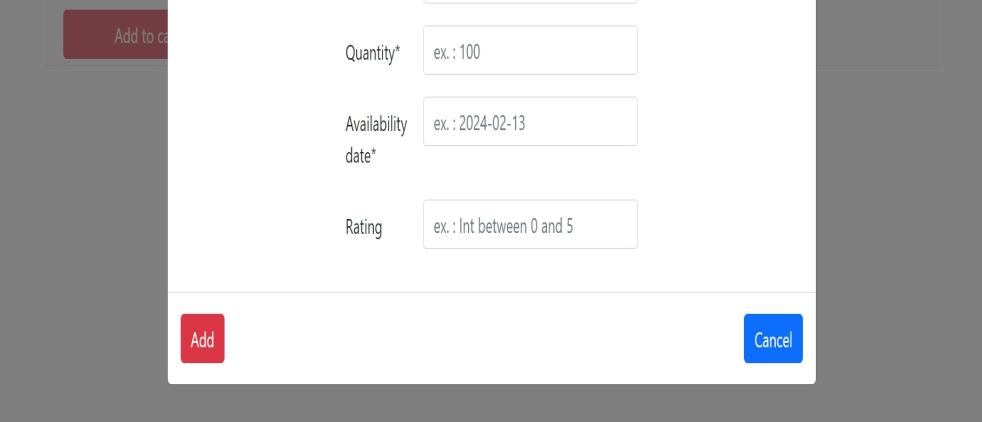 Add to ca
Quantity*
ex. : 100
Availability
date*
ex. : 2024-02-13
Rating
ex. : Int between 0 and 5
Add
Cancel